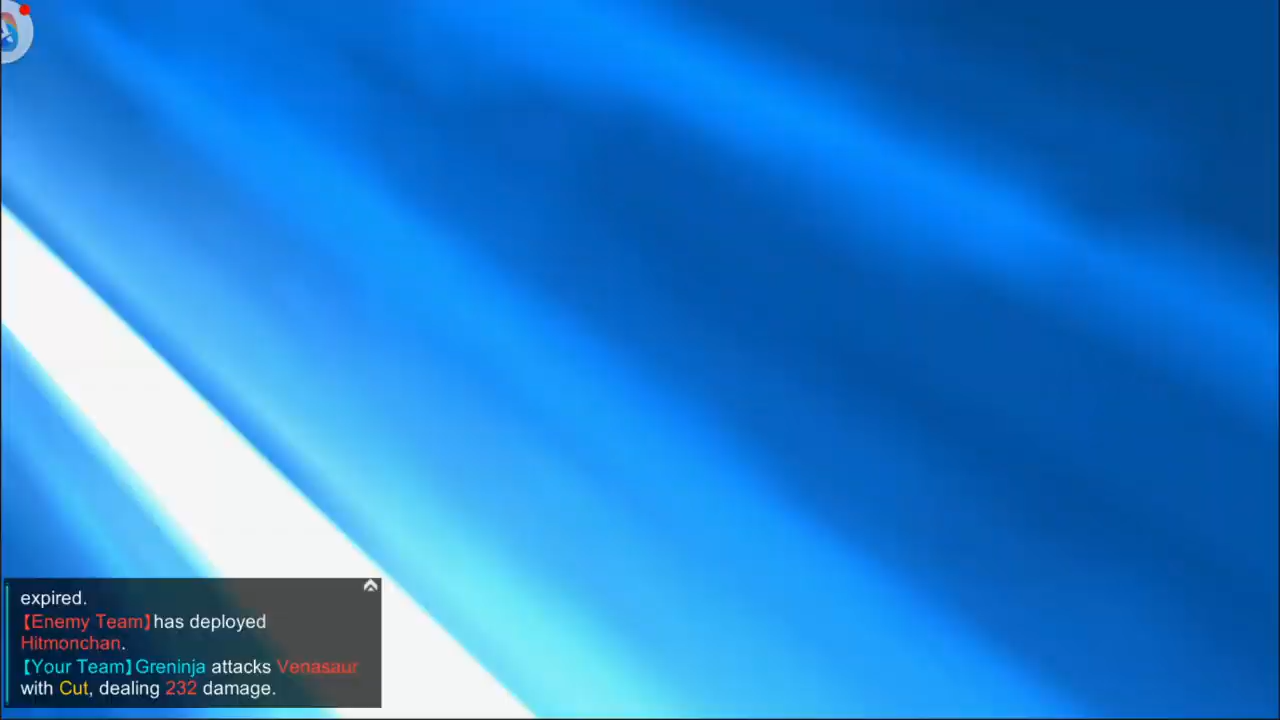 expired.
【Enemy Team】has deployed
Hitmonchan.
【Your Team】Greninja attacks Venasaur
with Cut, dealing 232 damage.